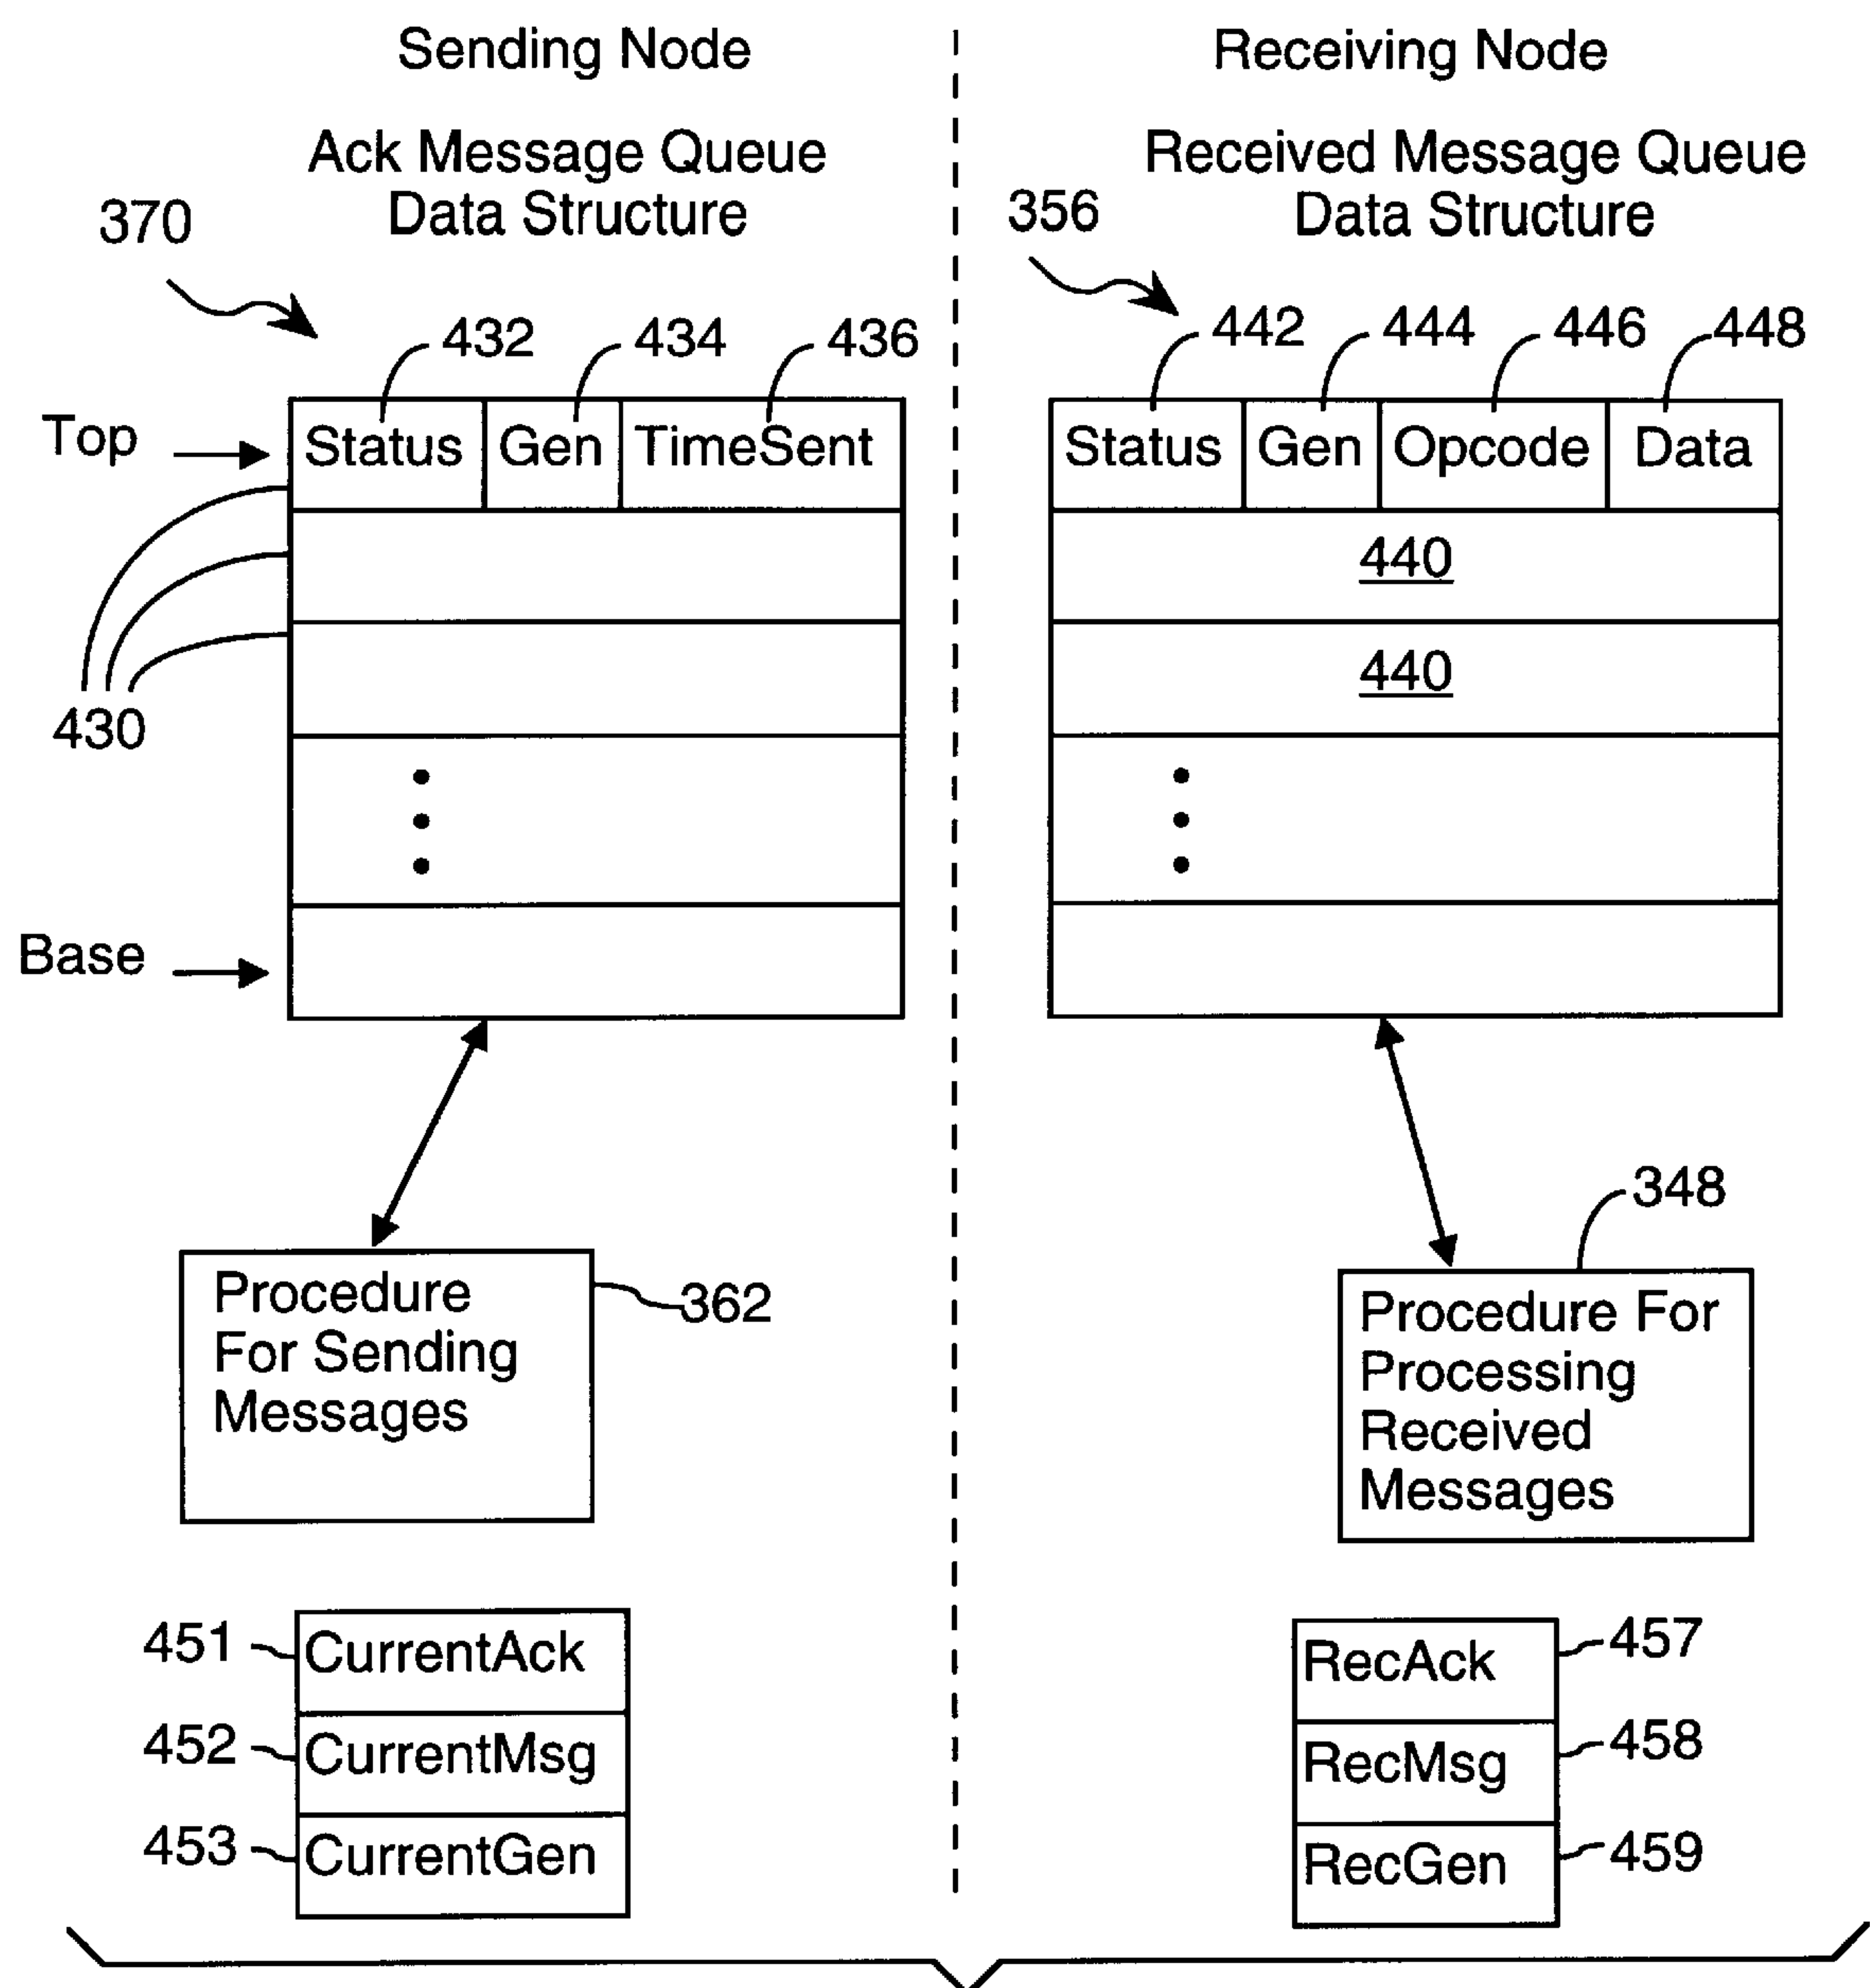 Sending Node
Ack Message Queue
Data Structure
370
432
434
436
Top
Status Gen TimeSent
430
Base
Procedure
For Sending
Messages
362
451
CurrentAck
452
CurrentMsg
453
CurrentGen
Receiving Node
Received Message Queue
Data Structure
356
442
444
446
448
Status Gen Opcode Data
440
440
348
Procedure For
Processing
Received
Messages
RecAck
457
RecMsg
458
RecGen
459